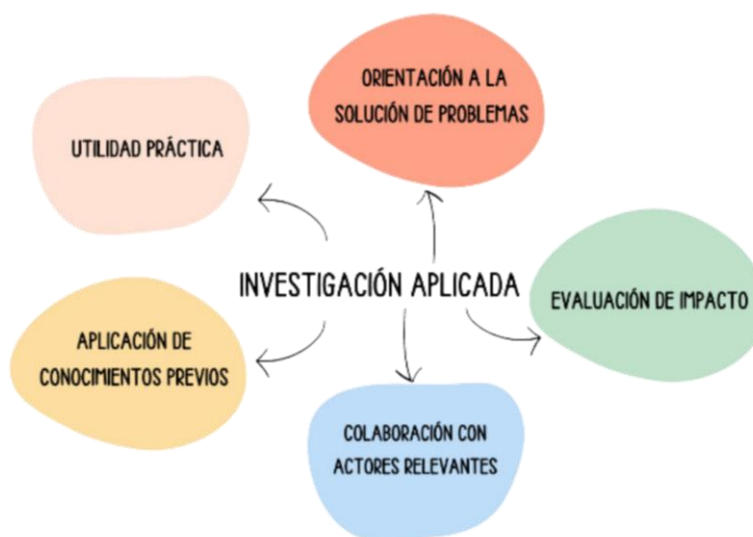 ORIENTACIÓN A LA
SOLUCIÓN DE PROBLEMAS
UTILIDAD PRÁCTICA
INVESTIGACIÓN APLICADA
EVALUACIÓN DE IMPACTO
APLICACIÓN DE
CONOCIMIENTOS PREVIOS
COLABORACIÓN CON
ACTORES RELEVANTES